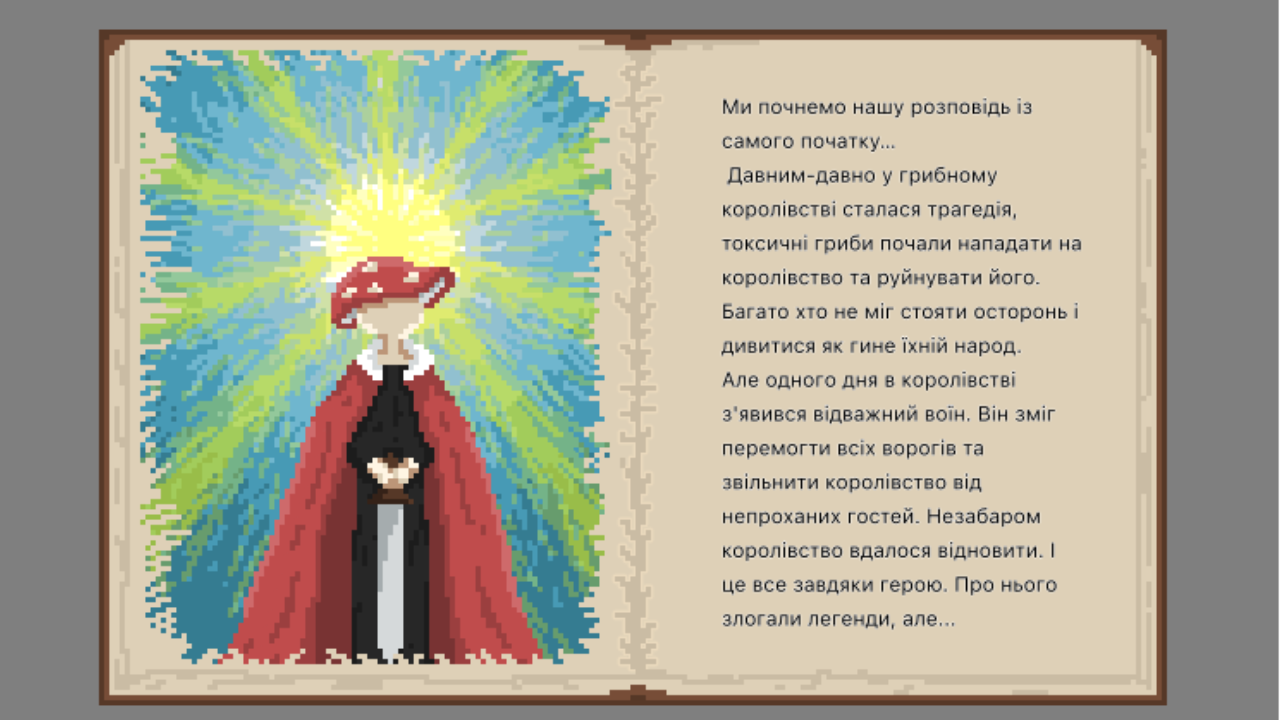 Ми почнемо нашу розповідь із
самого початку...
Давним-давно у грибному
королівстві сталася трагедія,
токсичні гриби почали нападати на
королівство та руйнувати його.
Багато хто не міг стояти осторонь і
дивитися як гине їхній народ.
Але одного дня в королівстві
з'явився відважний воїн. Він зміг
перемогти всіх ворогів та
звільнити королівство від
непроханих гостей. Незабаром
королівство вдалося відновити. І
це все завдяки герою. Про нього
злогали легенди, але...